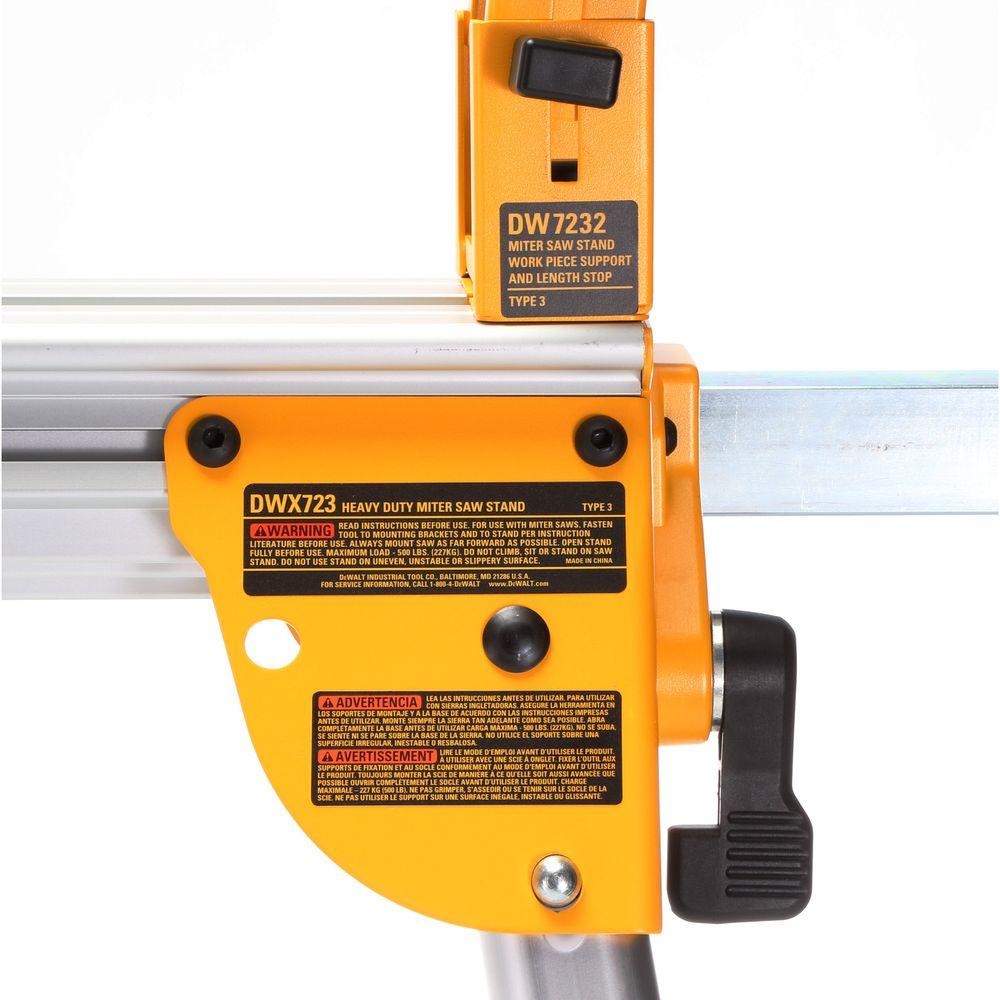 DW7232
MITER SAW STAND
WORK PIECE SUPPORT
AND LENGTH STOP
TYPE 3
DWX723 HEAVY DUTY MITER SAW STAND TYPE 3
WARNING READ INSTRUCTIONS BEFORE USE. FOR USE WITH MITER SAWS. FASTEN
TOOL TO MOUNTING BRACKETS AND TO STAND PER INSTRUCTION
LITERATURE BEFORE USE. ALWAYS MOUNT SAW AS FAR FORWARD AS POSSIBLE. OPEN STAND
FULLY BEFORE USE. MAXIMUM LOAD - 500 LBS. (227KG). DO NOT CLIMB, SIT OR STAND ON SAW
STAND. DO NOT USE STAND ON UNEVEN, UNSTABLE OR SLIPPERY SURFACE. MADE IN CHINA
DeWALT INDUSTRIAL TOOL CO., BALTIMORE, MD 21286 U.S.A.
FOR SERVICE INFORMATION, CALL 1-800-4-DeWALT www.DeWALT.com
ADVERTENCIA LEA LAS INTRUCCIONES ANTES DE UTILIZAR. PARA UTILIZAR
CON SIERRAS INGLETADORAS. ASEGURE LA HERRAMIENTA EN
LOS SOPORTES DE MONTAJE Y A LA BASE DE ACUERDO CON LAS INSTRUCCIONES IMPRESAS
ANTES DE UTILIZAR. MONTE SIEMPRE LA SIERRA TAN ADELANTE COMO SEA POSIBLE. ABRA
COMPLETAMENTE LA BASE ANTES DE UTILIZAR CARGA MÁXIMA - 500 LBS. (227KG). NO SE SUBA,
SE SIENTE NI SE PARE SOBRE LA BASE DE LA SIERRA. NO UTILICE EL SOPORTE SOBRE UNA
SUPERFICIE IRREGULAR, INESTABLE O RESBALOSA.
AVERTISSEMENT LIRE LE MODE D'EMPLOI AVANT D'UTILISER LE PRODUIT.
À UTILISER AVEC UNE SCIE À ONGLET. FIXER L'OUTIL AUX
SUPPORTS DE FIXATION ET AU SOCLE CONFORMÉMENT AU MODE D'EMPLOI AVANT D'UTILISER
LE PRODUIT. TOUJOURS MONTER LA SCIE DE MANIÈRE À CE QU'ELLE SOIT AUSSI AVANCÉE QUE
POSSIBLE OUVRIR COMPLÈTEMENT LE SOCLE AVANT D'UTILISER LE PRODUIT. CHARGE
MAXIMALE – 227 KG (500 LB). NE PAS GRIMPER, S'ASSEOIR OU SE TENIR SUR LE SOCLE DE LA
SCIE. NE PAS UTILISER LE SUPPORT SUR UNE SURFACE INÉGALE, INSTABLE OU GLISSANTE.